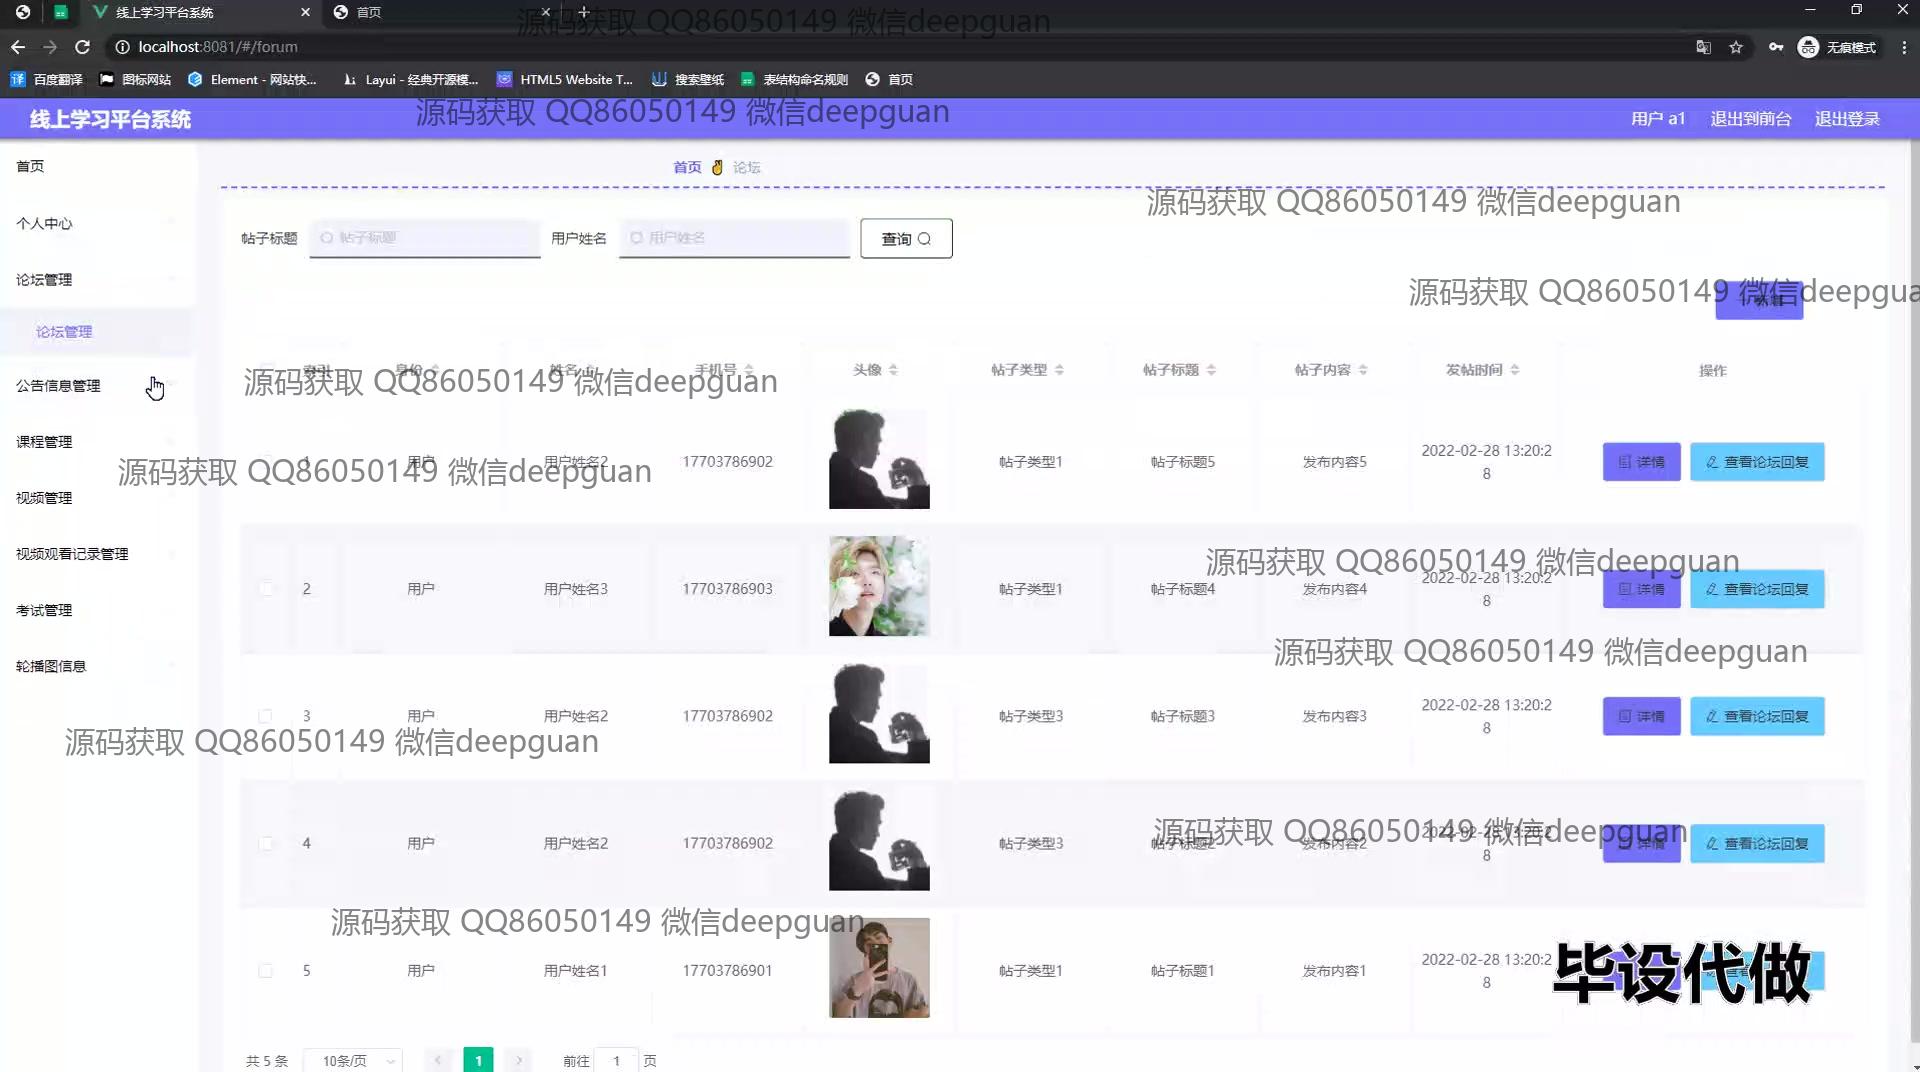 线上学习平台系统
首页
localhost:8081/#/forum
无痕模式
百度翻译
图标网站
Element - 网站快...
Layui - 经典开源模...
HTML5 Website T...
搜索壁纸
表结构命名规则
首页
源码获取 QQ86050149 微信deepguan
线上学习平台系统
源码获取 QQ86050149 微信deepguan
用户 a1 退出到前台 退出登录
首页 论坛
首页
个人中心
论坛管理
论坛管理
公告信息管理
课程管理
视频管理
视频观看记录管理
考试管理
轮播图信息
源码获取 QQ86050149 微信deepguan
帖子标题 帖子标题 用户姓名 用户姓名 查询
源码获取 QQ86050149 微信deepgua
索引 身份 姓名 手机号 头像 帖子类型 帖子标题 帖子内容 发帖时间 操作
源码获取 QQ86050149 微信deepguan
1 用户 用户姓名2 17703786902 帖子类型1 帖子标题5 发布内容5 2022-02-28 13:20:28 详情 查看论坛回复
源码获取 QQ86050149 微信deepguan
源码获取 QQ86050149 微信deepguan
2 用户 用户姓名3 17703786903 帖子类型1 帖子标题4 发布内容4 2022-02-28 13:20:28 详情 查看论坛回复
源码获取 QQ86050149 微信deepguan
3 用户 用户姓名2 17703786902 帖子类型3 帖子标题3 发布内容3 2022-02-28 13:20:28 详情 查看论坛回复
源码获取 QQ86050149 微信deepguan
源码获取 QQ86050149 微信deepguan
4 用户 用户姓名2 17703786902 帖子类型3 帖子标题2 发布内容2 2022-02-28 13:20:28 详情 查看论坛回复
源码获取 QQ86050149 微信deepguan
5 用户 用户姓名1 17703786901 帖子类型1 帖子标题1 发布内容1 2022-02-28 13:20:28
毕设代做
共 5 条 10条/页 1 前往 1 页